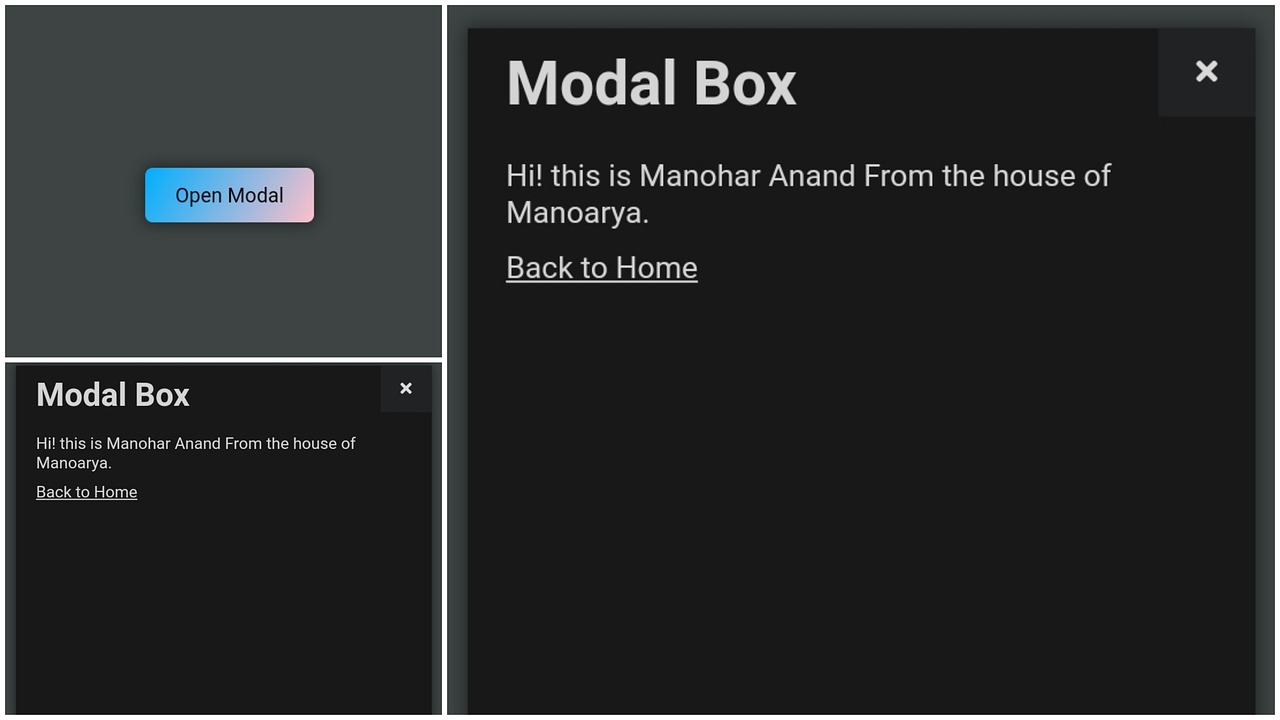 Open Modal
Modal Box
Hi! this is Manohar Anand From the house of
Manoarya.
Back to Home
Modal Box
Hi! this is Manohar Anand From the house of
Manoarya.
Back to Home